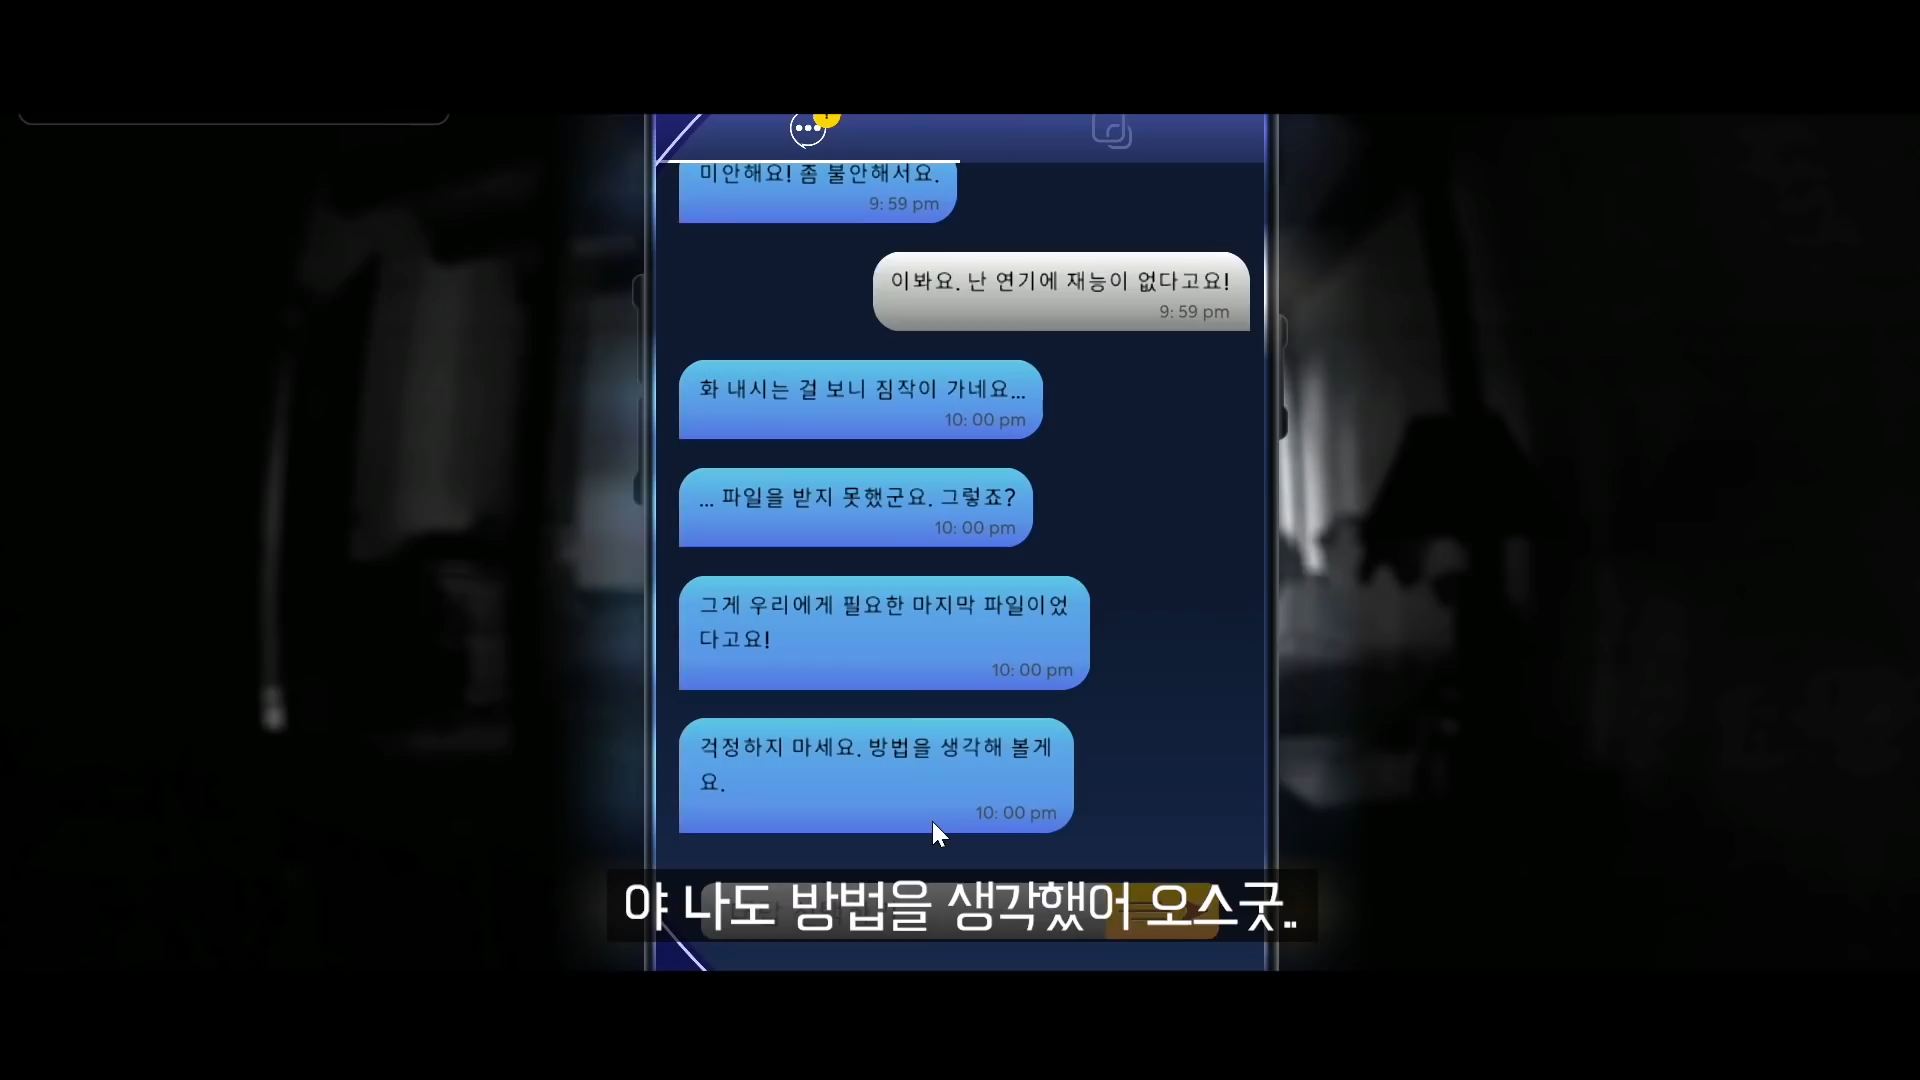 미안해요! 좀 불안해서요.
9: 59 pm
이봐요. 난 연기에 재능이 없다고요!
9: 59 pm
화 내시는 걸 보니 짐작이 가네요...
10: 00 pm
... 파일을 받지 못했군요. 그렇죠?
10: 00 pm
그게 우리에게 필요한 마지막 파일이었
다고요!
10: 00 pm
걱정하지 마세요. 방법을 생각해 볼게
요.
10: 00 pm
야 나도 방법을 생각했어 오스굿..